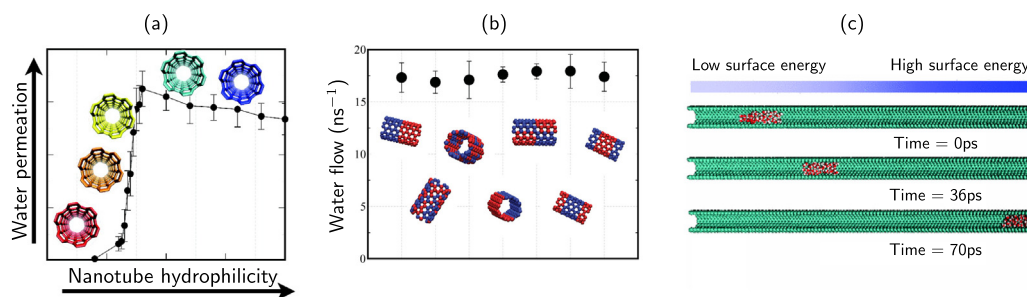 (a)
Water permeation
Nanotube hydrophilicity
(b)
Water flow (ns⁻¹)
20
15
10
5
0
(c)
Low surface energy
High surface energy
Time = 0ps
Time = 36ps
Time = 70ps